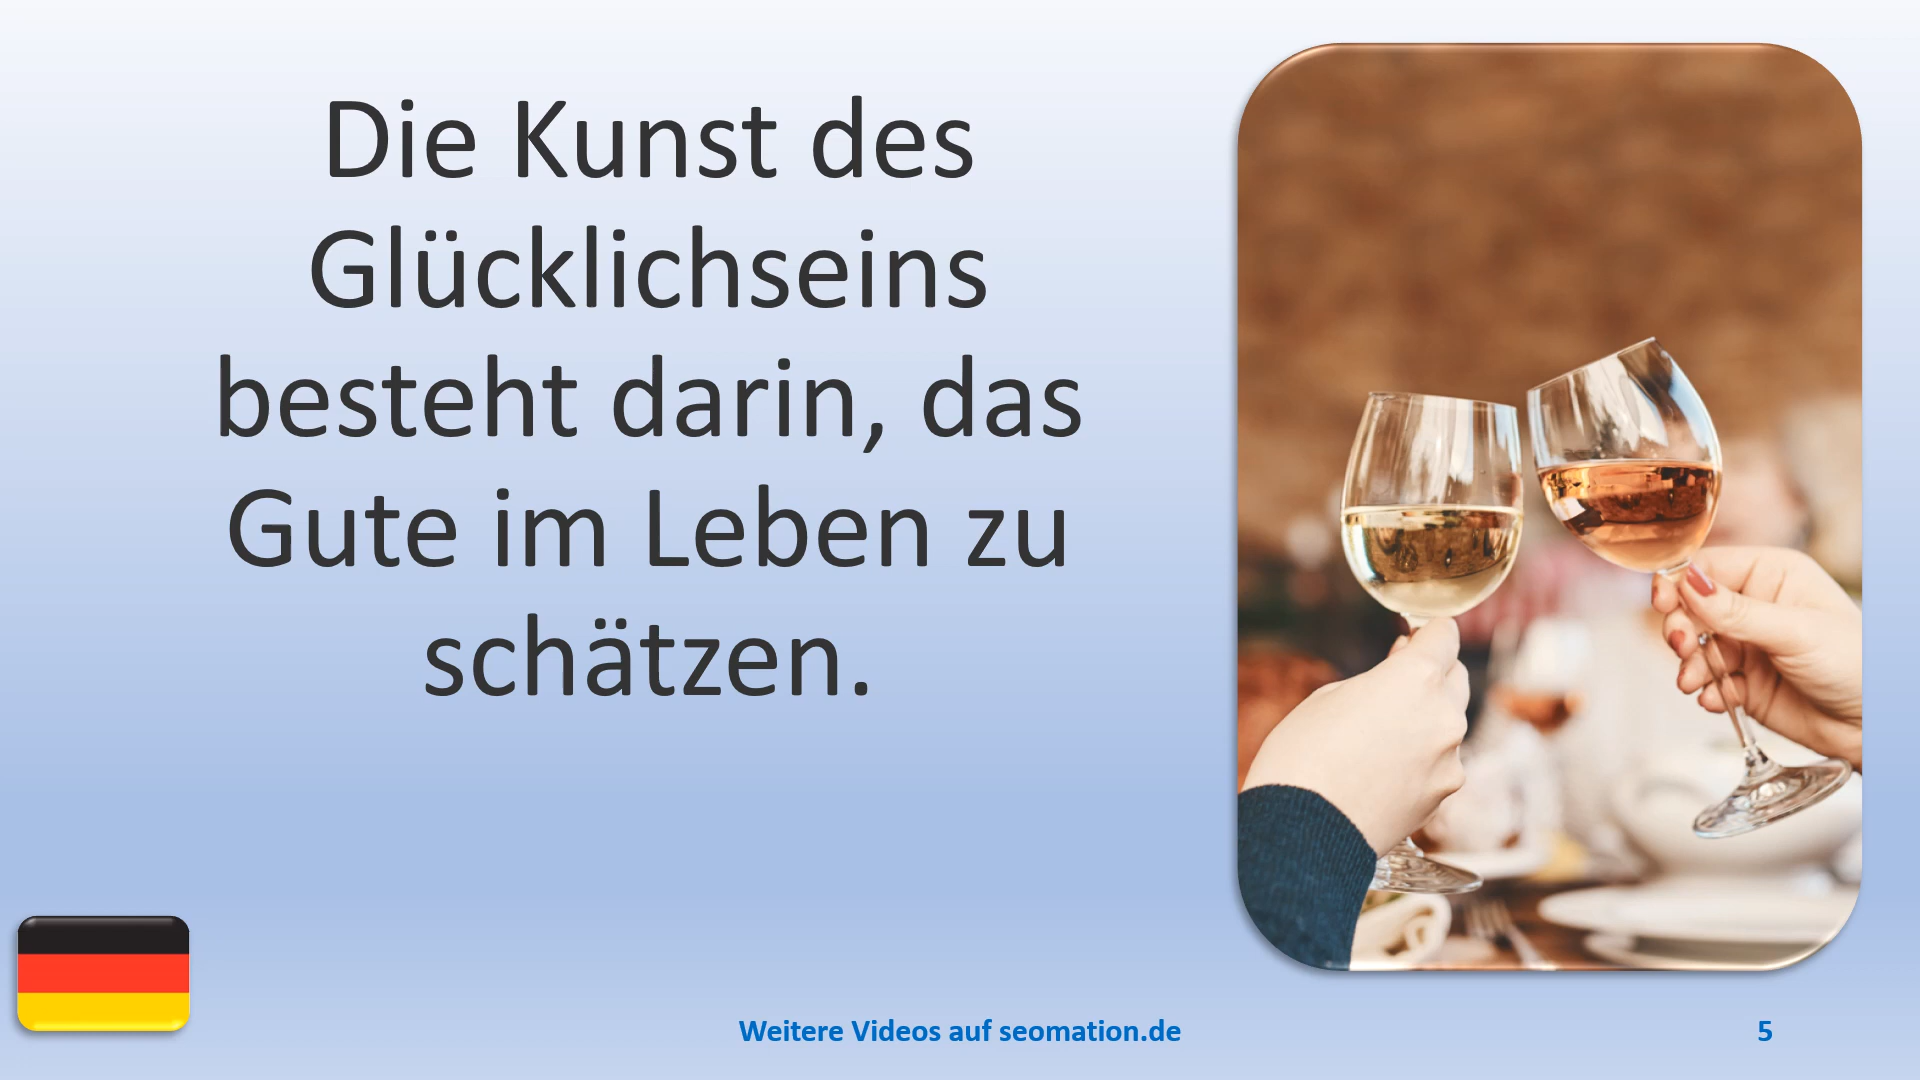 Die Kunst des
Glücklichseins
besteht darin, das
Gute im Leben zu
schätzen.
Weitere Videos auf seomation.de
5